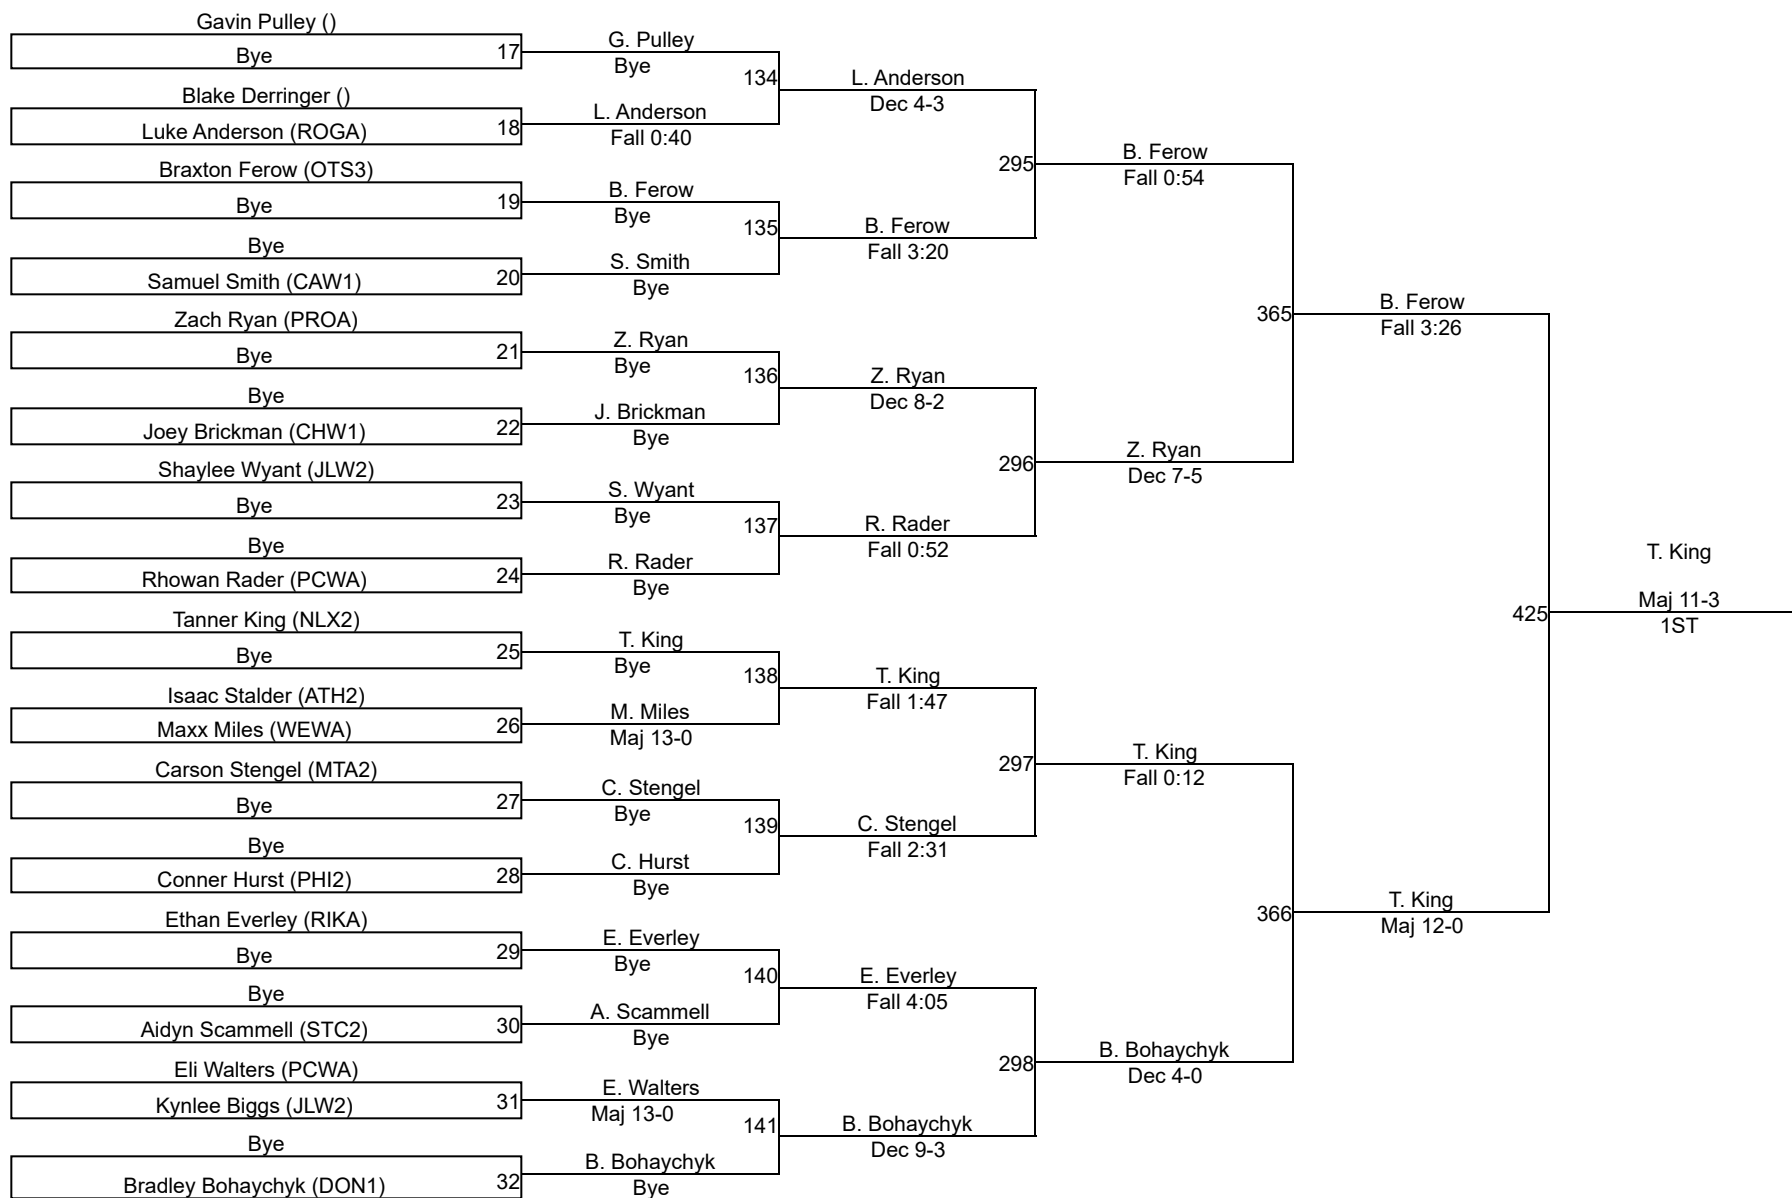 Gavin Pulley ()
Bye
17
Blake Derringer ()
Luke Anderson (ROGA)
18
Braxton Ferow (OTS3)
Bye
19
Bye
Samuel Smith (CAW1)
20
Zach Ryan (PROA)
Bye
21
Bye
Joey Brickman (CHW1)
22
Shaylee Wyant (JLW2)
Bye
23
Bye
Rhowan Rader (PCWA)
24
Tanner King (NLX2)
Bye
25
Isaac Stalder (ATH2)
Maxx Miles (WEWA)
26
Carson Stengel (MTA2)
Bye
27
Bye
Conner Hurst (PHI2)
28
Ethan Everley (RIKA)
Bye
29
Bye
Aidyn Scammell (STC2)
30
Eli Walters (PCWA)
Kynlee Biggs (JLW2)
31
Bye
Bradley Bohaychyk (DON1)
32
G. Pulley
Bye
134
L. Anderson
Fall 0:40
B. Ferow
Bye
135
S. Smith
Bye
Z. Ryan
Bye
136
J. Brickman
Bye
S. Wyant
Bye
137
R. Rader
Bye
T. King
Bye
138
M. Miles
Maj 13-0
C. Stengel
Bye
139
C. Hurst
Bye
E. Everley
Bye
140
A. Scammell
Bye
E. Walters
Maj 13-0
141
B. Bohaychyk
Bye
L. Anderson
Dec 4-3
295
B. Ferow
Fall 3:20
Z. Ryan
Dec 8-2
296
R. Rader
Fall 0:52
T. King
Fall 1:47
297
C. Stengel
Fall 2:31
E. Everley
Fall 4:05
298
B. Bohaychyk
Dec 9-3
B. Ferow
Fall 0:54
365
Z. Ryan
Dec 7-5
T. King
Fall 0:12
366
B. Bohaychyk
Dec 4-0
B. Ferow
Fall 3:26
425
T. King
Maj 12-0
T. King
Maj 11-3
1ST